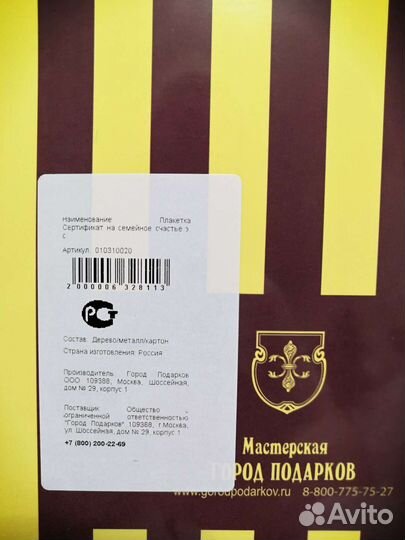 Наименование Плакетка
Сертификат на семейное счастье э
с
Артикул: 010310020
2 000006 328113
РСТ
Состав: Дерево/металл/картон
Страна изготовления: Россия
Производитель: Город Подарков
ООО 109388, Москва, Шоссейная,
дом № 29, корпус 1
Поставщик: Общество с
ограниченной ответственностью
"Город Подарков" 109388, г.Москва,
ул. Шоссейная, дом № 29, корпус 1
+7 (800) 200-22-69
Мастерская
ГОРОД ПОДАРКОВ
www.gorodpodarkov.ru 8-800-775-75-27
Avito